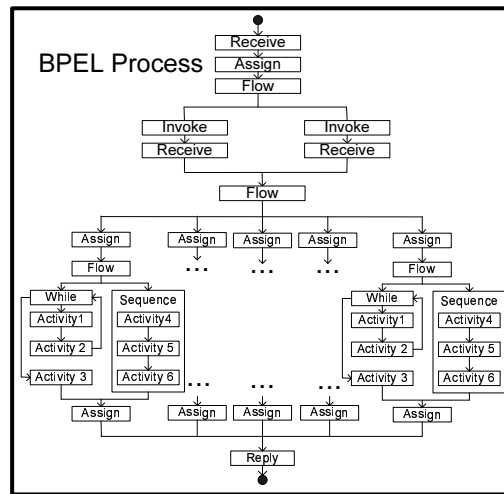 Receive
BPEL Process
Assign
Flow
Invoke Invoke
Receive Receive
Flow
Assign Assign Assign Assign Assign
Flow ... ... ... Flow
While Sequence While Sequence
Activity1 Activity4 Activity1 Activity4
Activity 2 Activity 5 Activity 2 Activity 5
Activity 3 Activity 6 ... ... ... Activity 3 Activity 6
Assign Assign Assign Assign Assign
Reply